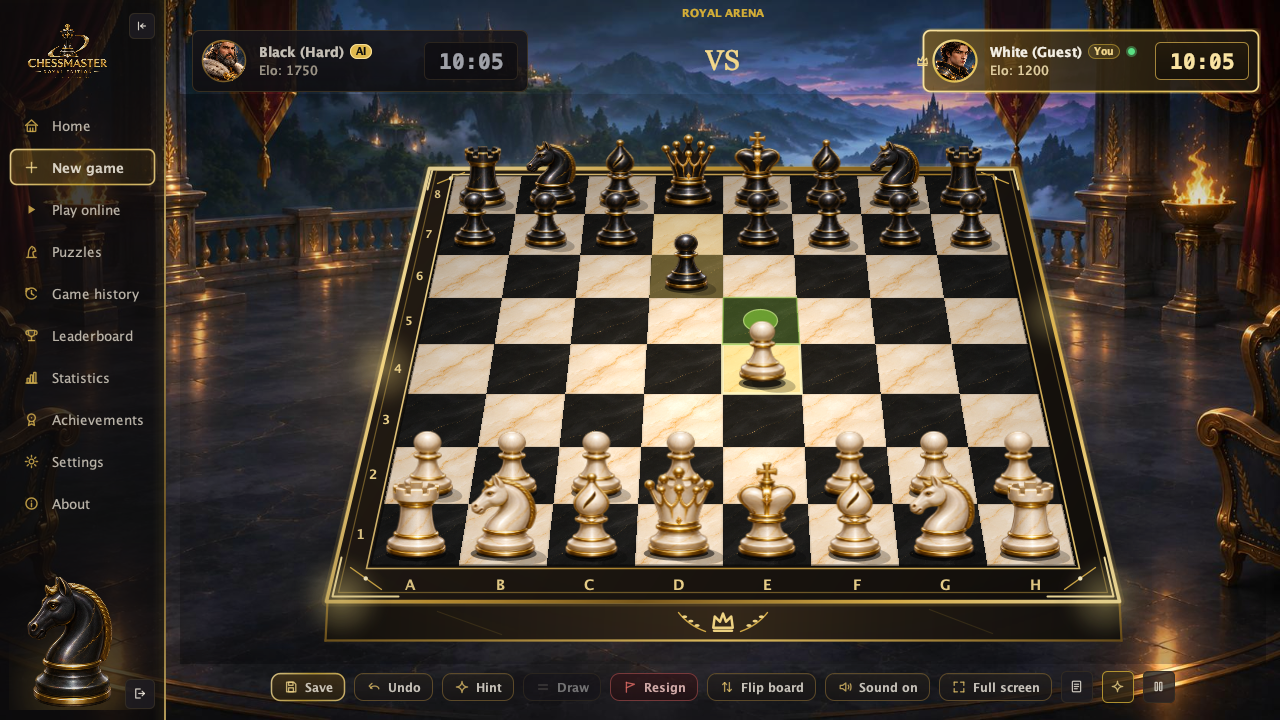 ROYAL ARENA
CHESSMASTER
ROYAL EDITION
Black (Hard) AI
Elo: 1750
10:05
VS
White (Guest) You
Elo: 1200
10:05
Home
New game
Play online
Puzzles
Game history
Leaderboard
Statistics
Achievements
Settings
About
8
7
6
5
4
3
2
1
A B C D E F G H
Save
Undo
Hint
Draw
Resign
Flip board
Sound on
Full screen